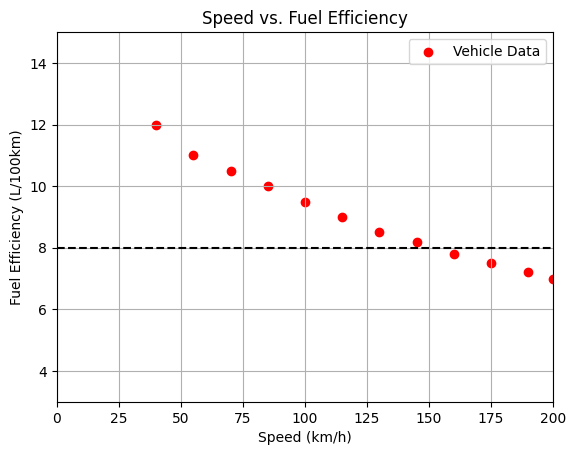 Speed vs. Fuel Efficiency
Vehicle Data
Fuel Efficiency (L/100km)
14
12
10
8
6
4
0 25 50 75 100 125 150 175 200
Speed (km/h)